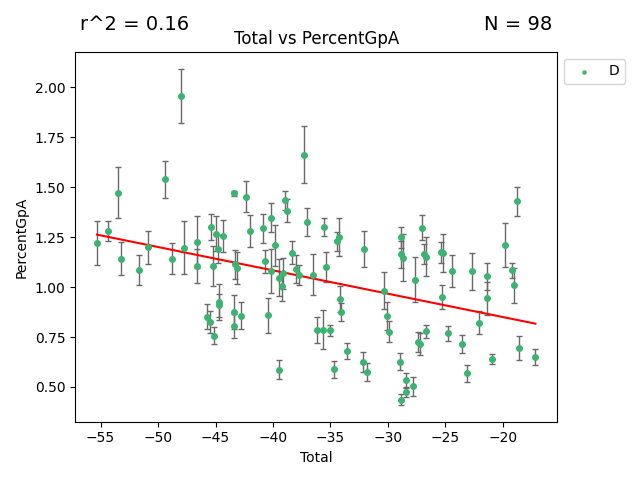 r^2 = 0.16
N = 98
Total vs PercentGpA
D
PercentGpA
2.00
1.75
1.50
1.25
1.00
0.75
0.50
−55 −50 −45 −40 −35 −30 −25 −20
Total